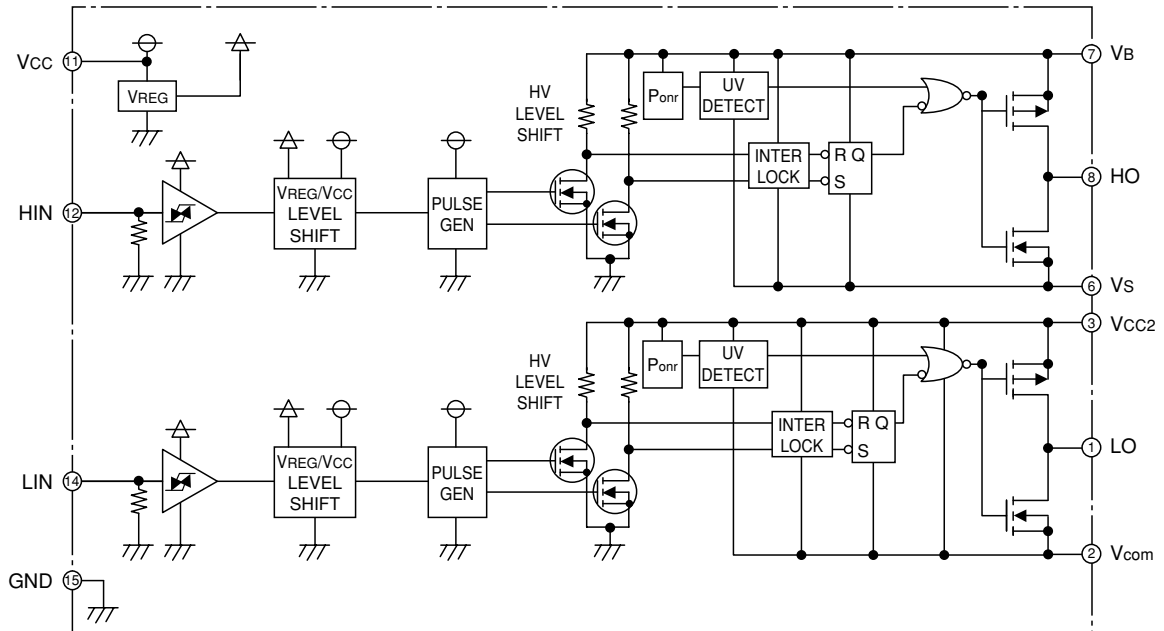 VCC
11
VREG
HIN
12
VREG/VCC
LEVEL
SHIFT
PULSE
GEN
HV
LEVEL
SHIFT
Ponr
UV
DETECT
INTER
LOCK
R Q
S
7
VB
8
HO
6
VS
LIN
14
VREG/VCC
LEVEL
SHIFT
PULSE
GEN
HV
LEVEL
SHIFT
Ponr
UV
DETECT
INTER
LOCK
R Q
S
3
VCC2
1
LO
2
Vcom
GND
15